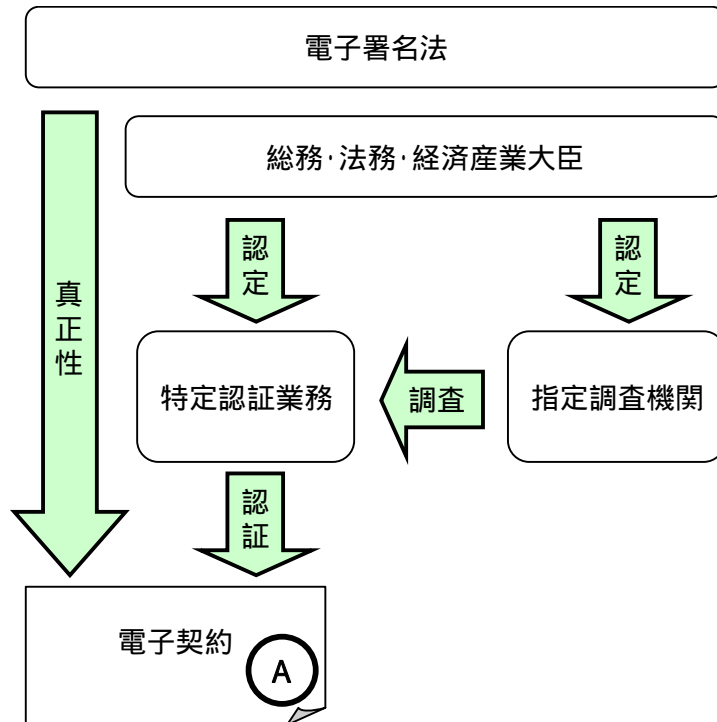 電子署名法
総務・法務・経済産業大臣
認定
認定
真正性
特定認証業務
調査
指定調査機関
認証
電子契約
A